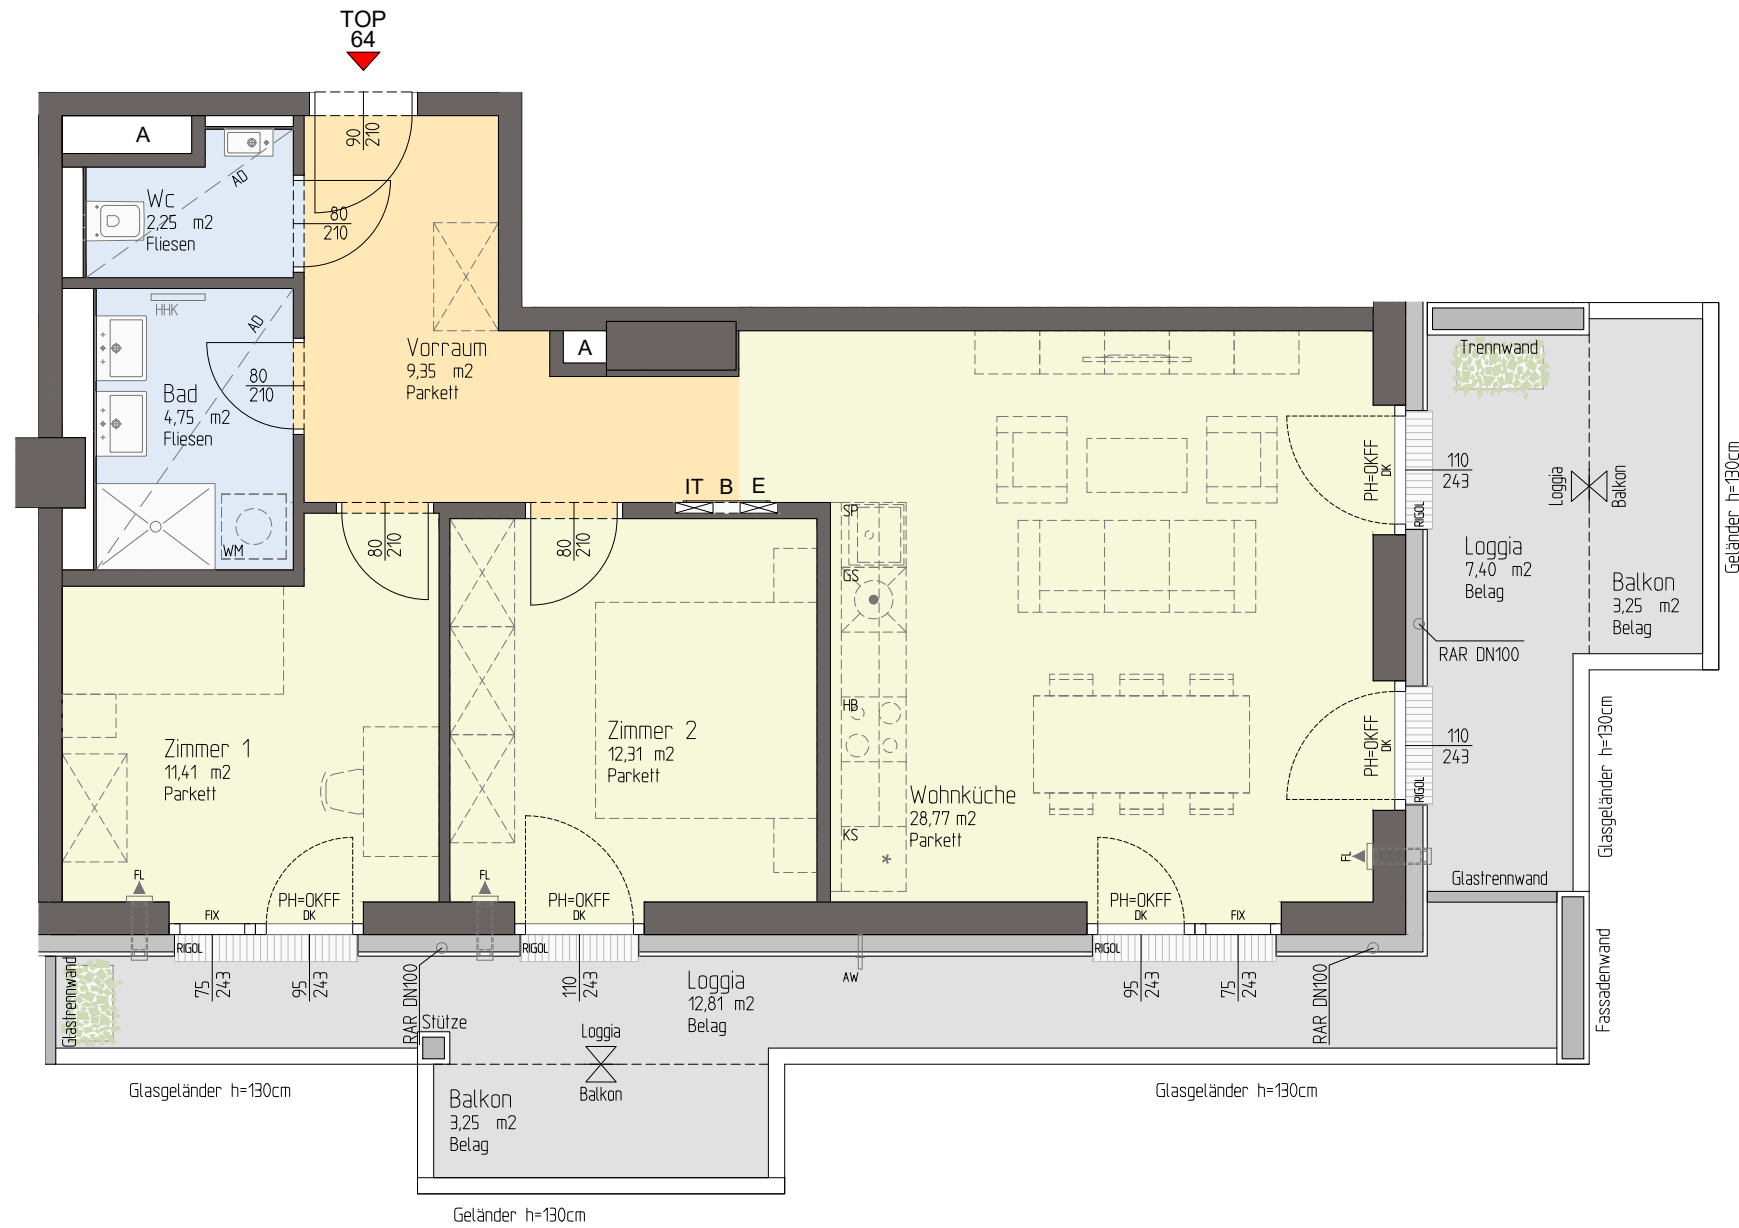 TOP
64
A
90
210
AD
Wc
2,25 m2
Fliesen
80
210
HHK
AD
Vorraum
9,35 m2
Parkett
A
80
210
Bad
4,75 m2
Fliesen
WM
IT B E
80
210
80
210
SP
GS
HB
KS
*
Zimmer 1
11,41 m2
Parkett
Zimmer 2
12,31 m2
Parkett
Wohnküche
28,77 m2
Parkett
PH=OKFF
DK
RIGOL
110
243
PH=OKFF
DK
RIGOL
110
243
Trennwand
Loggia
Balkon
Loggia
7,40 m2
Belag
Balkon
3,25 m2
Belag
RAR DN100
Geländer h=130cm
Glasgeländer h=130cm
FL
Glastrennwand
Fassadenwand
FL
FIX
PH=OKFF
DK
RIGOL
75
243
95
243
FL
PH=OKFF
DK
RIGOL
110
243
PH=OKFF
DK
FIX
RIGOL
95
243
75
243
AW
RAR DN100
RAR DN100
Glastrennwand
Stütze
Loggia
12,81 m2
Belag
Loggia
Balkon
Balkon
3,25 m2
Belag
Glasgeländer h=130cm
Glasgeländer h=130cm
Geländer h=130cm